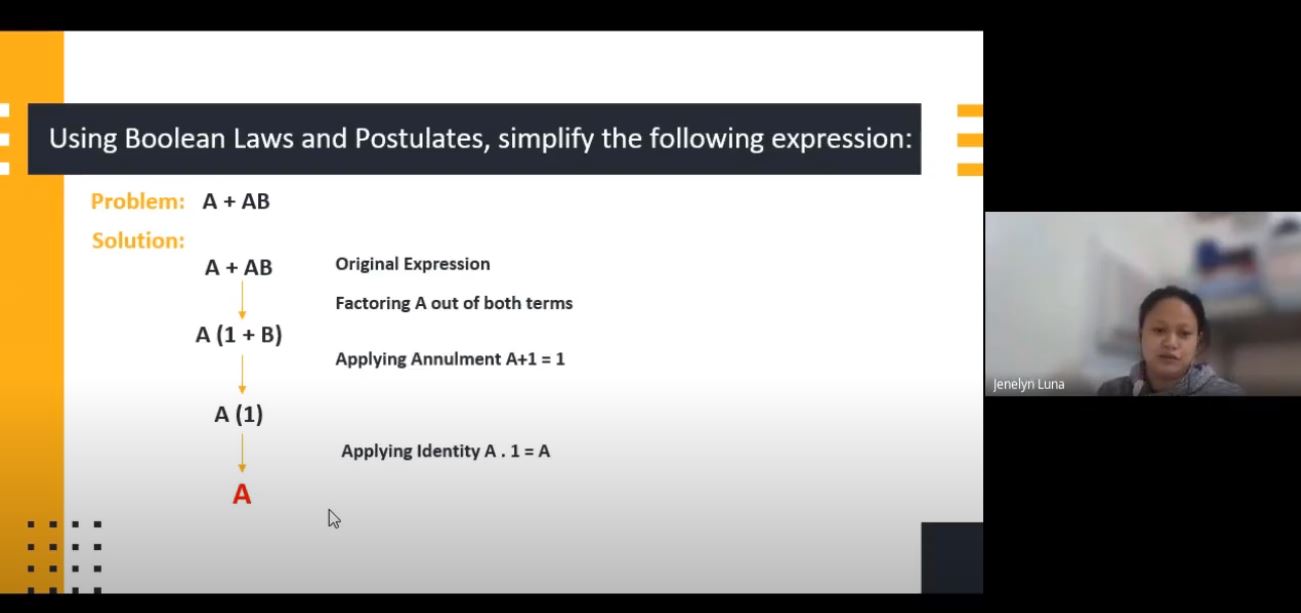 Using Boolean Laws and Postulates, simplify the following expression:
Problem: A + AB
Solution:
A + AB Original Expression
Factoring A out of both terms
A (1 + B)
Applying Annulment A+1 = 1
A (1)
Applying Identity A . 1 = A
A
Jenelyn Luna